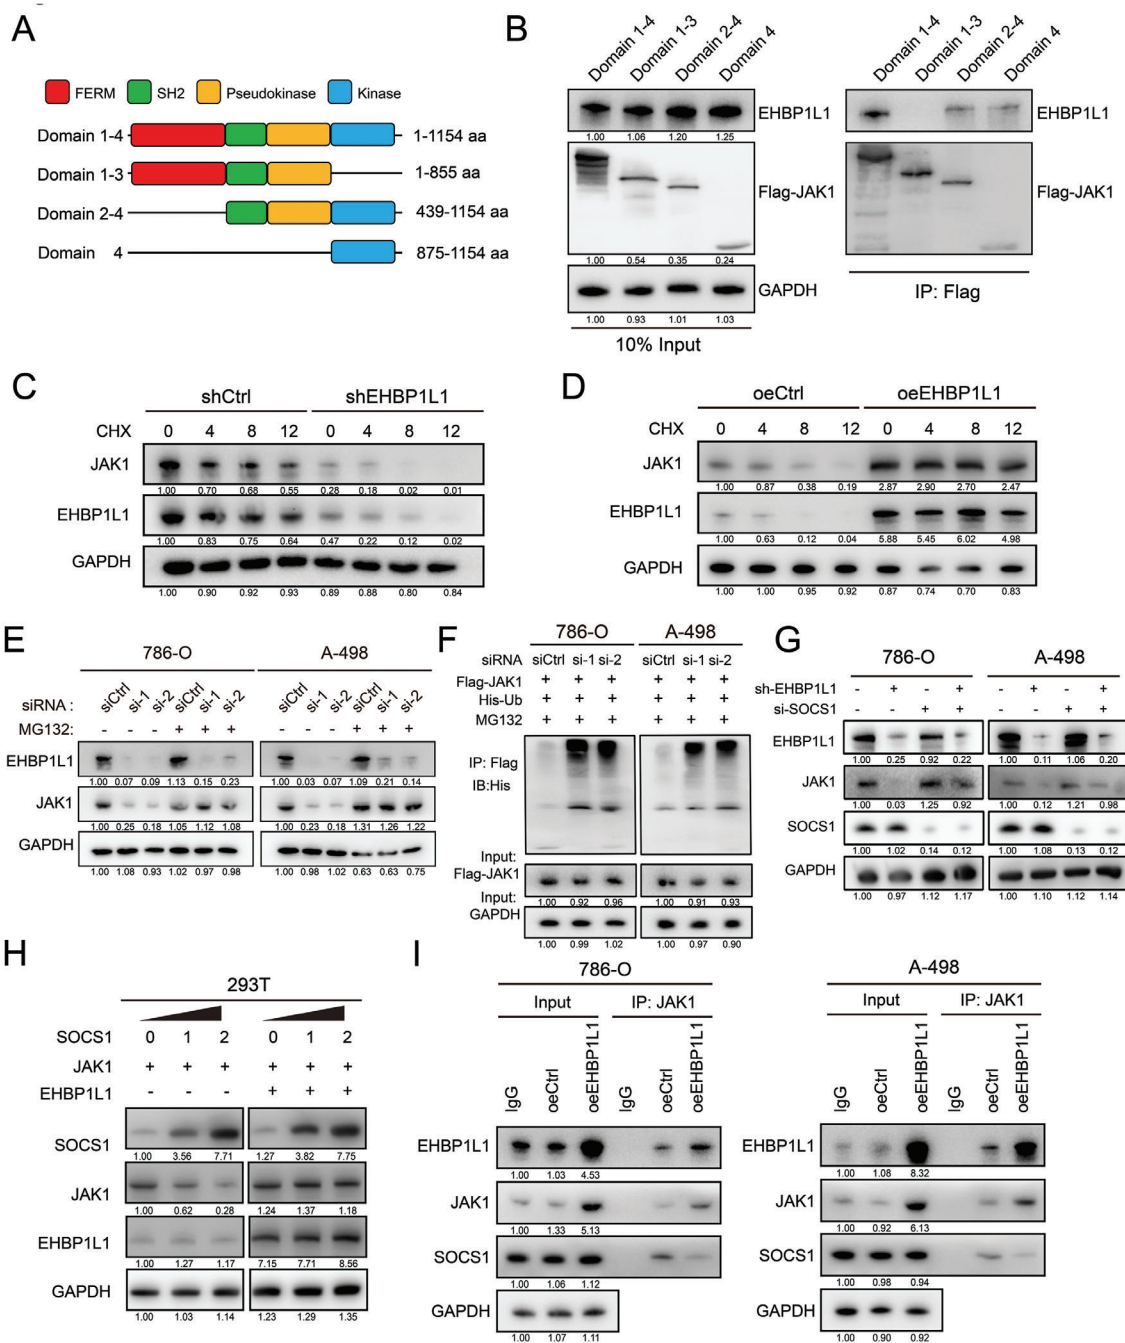 A
FERM SH2 Pseudokinase Kinase
Domain 1-4 1-1154 aa
Domain 1-3 1-855 aa
Domain 2-4 439-1154 aa
Domain 4 875-1154 aa
B
Domain 1-4 Domain 1-3 Domain 2-4 Domain 4
EHBP1L1
1.00 1.06 1.20 1.25
Flag-JAK1
1.00 0.54 0.35 0.24
GAPDH
1.00 0.93 1.01 1.03
10% Input
Domain 1-4 Domain 1-3 Domain 2-4 Domain 4
EHBP1L1
Flag-JAK1
IP: Flag
C
shCtrl shEHBP1L1
CHX 0 4 8 12 0 4 8 12
JAK1
1.00 0.70 0.68 0.55 0.28 0.18 0.02 0.01
EHBP1L1
1.00 0.83 0.75 0.64 0.47 0.22 0.12 0.02
GAPDH
1.00 0.90 0.92 0.93 0.89 0.88 0.80 0.84
D
oeCtrl oeEHBP1L1
CHX 0 4 8 12 0 4 8 12
JAK1
1.00 0.87 0.38 0.19 2.87 2.90 2.70 2.47
EHBP1L1
1.00 0.63 0.12 0.04 5.88 5.45 6.02 4.98
GAPDH
1.00 1.00 0.95 0.92 0.87 0.74 0.70 0.83
E
786-O A-498
siRNA : siCtrl si-1 si-2 siCtrl si-1 si-2 siCtrl si-1 si-2 siCtrl si-1 si-2
MG132: - - - + + + - - - + + +
EHBP1L1
1.00 0.07 0.09 1.13 0.15 0.23 1.00 0.03 0.07 1.09 0.21 0.14
JAK1
1.00 0.25 0.18 1.05 1.12 1.08 1.00 0.23 0.18 1.31 1.26 1.22
GAPDH
1.00 1.08 0.93 1.02 0.97 0.98 1.00 0.98 1.02 0.63 0.63 0.75
F
786-O A-498
siRNA siCtrl si-1 si-2 siCtrl si-1 si-2
Flag-JAK1 + + + + + +
His-Ub + + + + + +
MG132 + + + + + +
IP: Flag
IB:His
Input:
Flag-JAK1
1.00 0.92 0.96 1.00 0.91 0.93
Input:
GAPDH
1.00 0.99 1.02 1.00 0.97 0.90
G
786-O A-498
sh-EHBP1L1 - + - + - + - +
si-SOCS1 - - + + - - + +
EHBP1L1
1.00 0.25 0.92 0.22 1.00 0.11 1.06 0.20
JAK1
1.00 0.03 1.25 0.92 1.00 0.12 1.21 0.98
SOCS1
1.00 1.02 0.14 0.12 1.00 1.08 0.13 0.12
GAPDH
1.00 0.97 1.12 1.17 1.00 1.10 1.12 1.14
H
293T
SOCS1 0 1 2 0 1 2
JAK1 + + + + + +
EHBP1L1 - - - + + +
SOCS1
1.00 3.56 7.71 1.27 3.82 7.75
JAK1
1.00 0.62 0.28 1.24 1.37 1.18
EHBP1L1
1.00 1.27 1.17 7.15 7.71 8.56
GAPDH
1.00 1.03 1.14 1.23 1.29 1.35
I
786-O
Input IP: JAK1
IgG oeCtrl oeEHBP1L1 IgG oeCtrl oeEHBP1L1
EHBP1L1
1.00 1.03 4.53
JAK1
1.00 1.33 5.13
SOCS1
1.00 1.06 1.12
GAPDH
1.00 1.07 1.11
A-498
Input IP: JAK1
IgG oeCtrl oeEHBP1L1 IgG oeCtrl oeEHBP1L1
EHBP1L1
1.00 1.08 8.32
JAK1
1.00 0.92 6.13
SOCS1
1.00 0.98 0.94
GAPDH
1.00 0.90 0.92